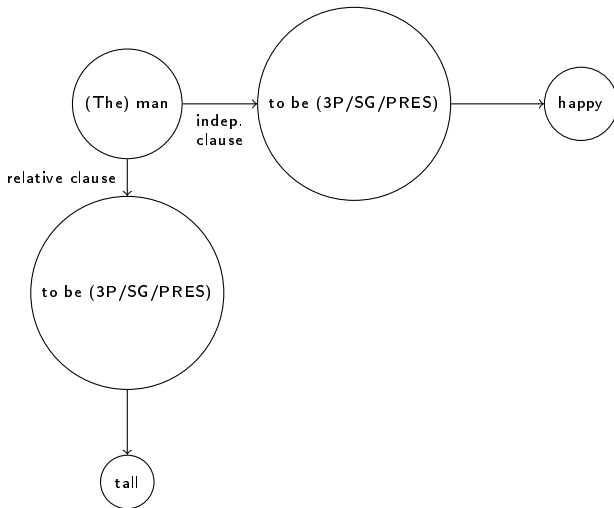 (The) man
to be (3P/SG/PRES)
happy
indep.
clause
relative clause
to be (3P/SG/PRES)
tall